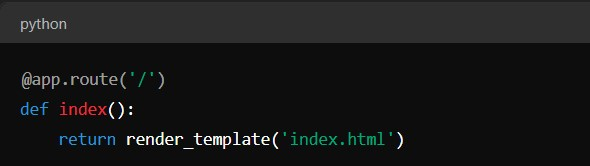 python
@app.route('/')
def index():
    return render_template('index.html')